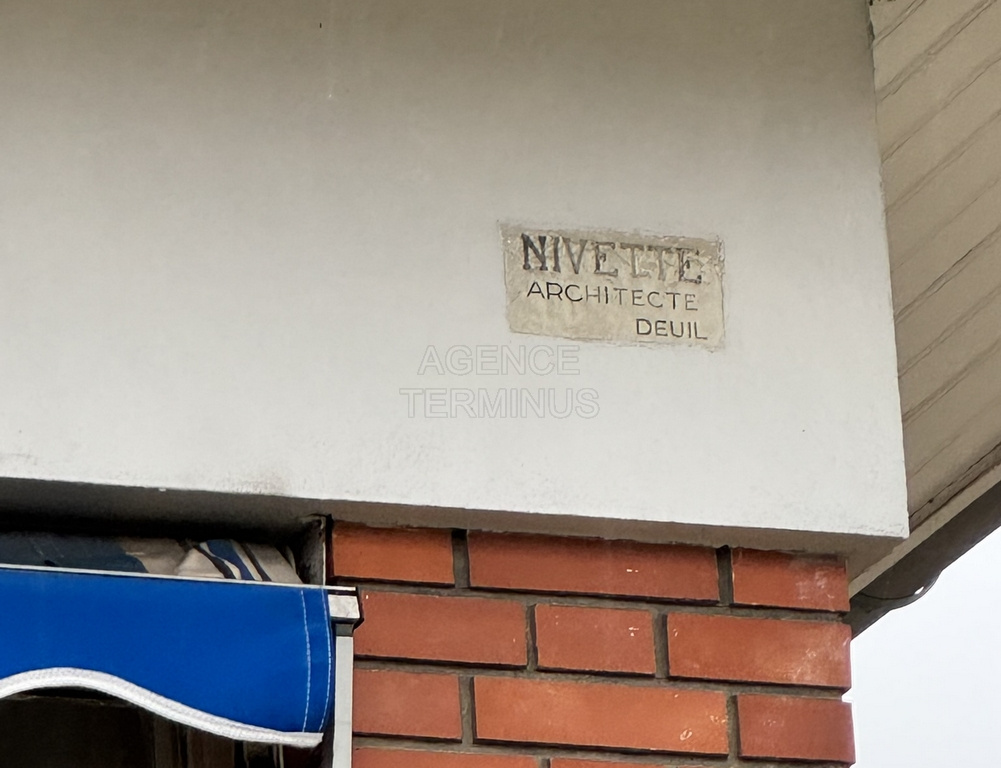 NIVETTE
ARCHITECTE
DEUIL
AGENCE
TERMINUS